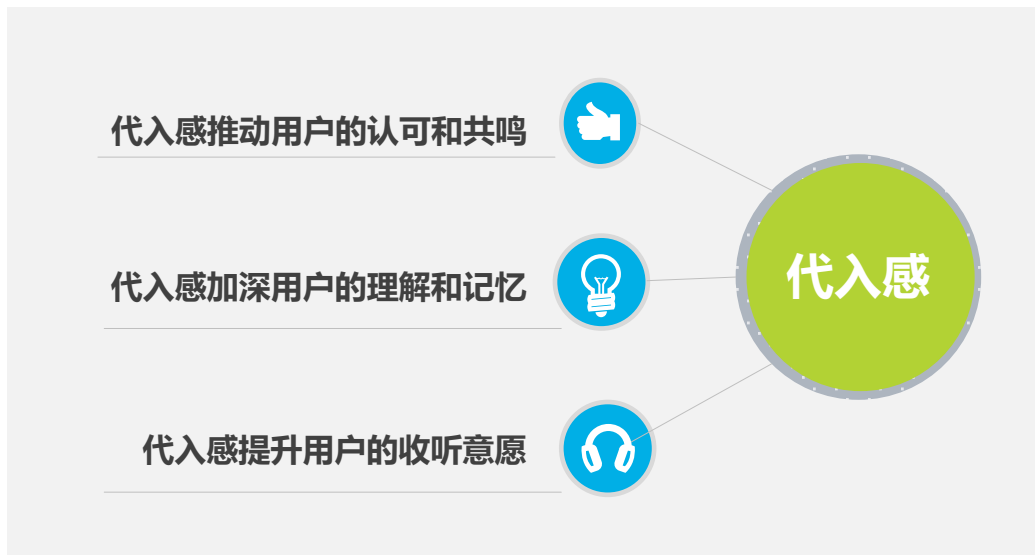 代入感推动用户的认可和共鸣
代入感加深用户的理解和记忆
代入感
代入感提升用户的收听意愿